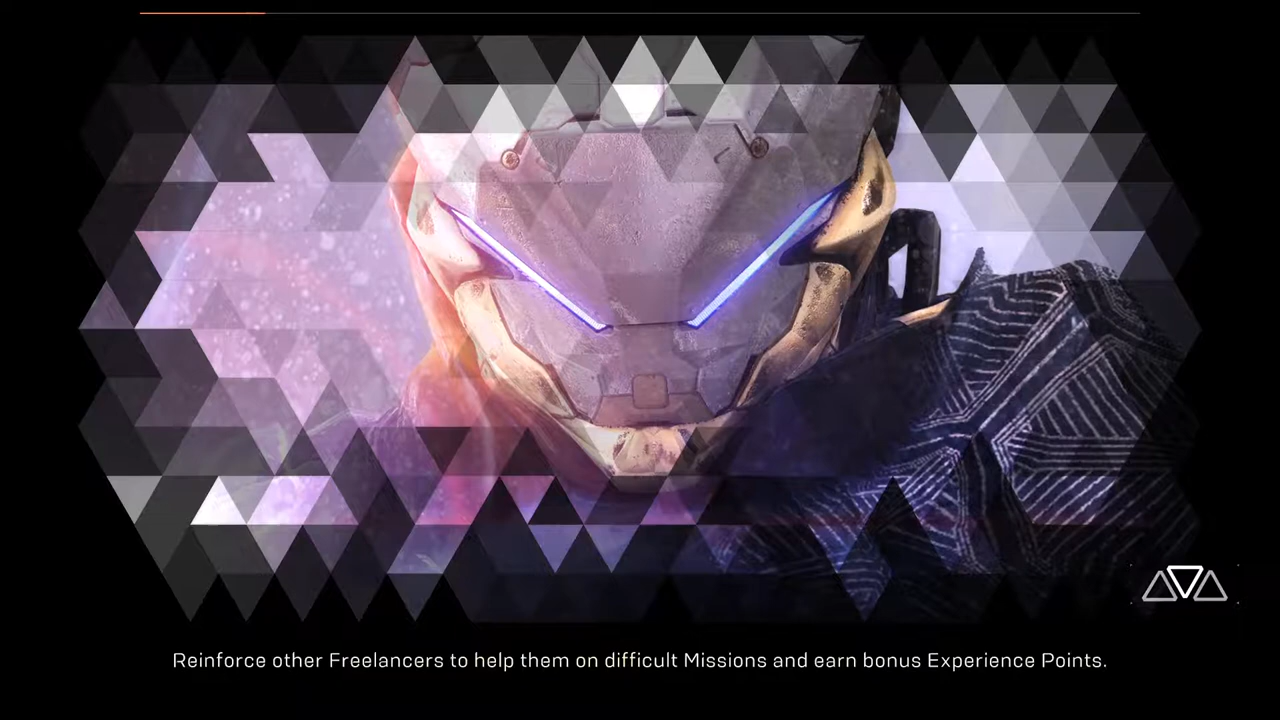 Reinforce other Freelancers to help them on difficult Missions and earn bonus Experience Points.